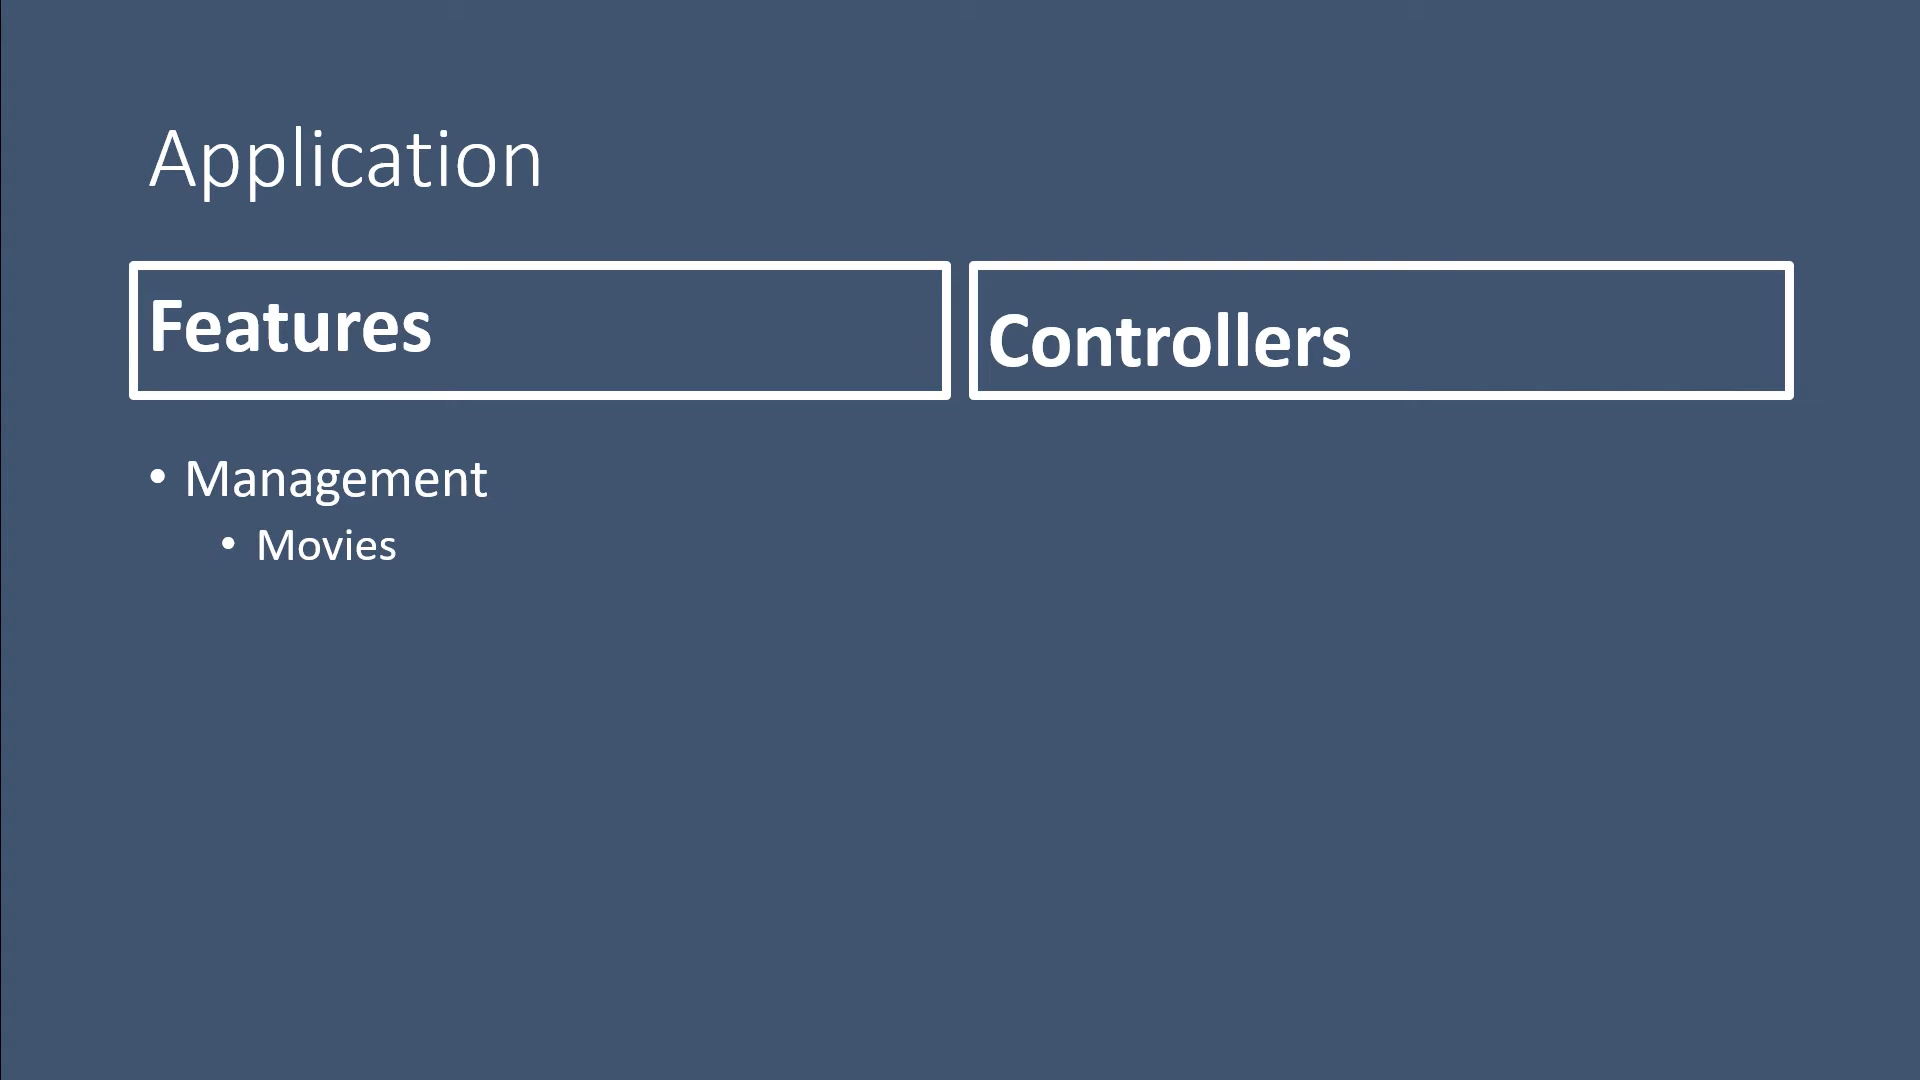 Application
Features
Controllers
• Management
• Movies